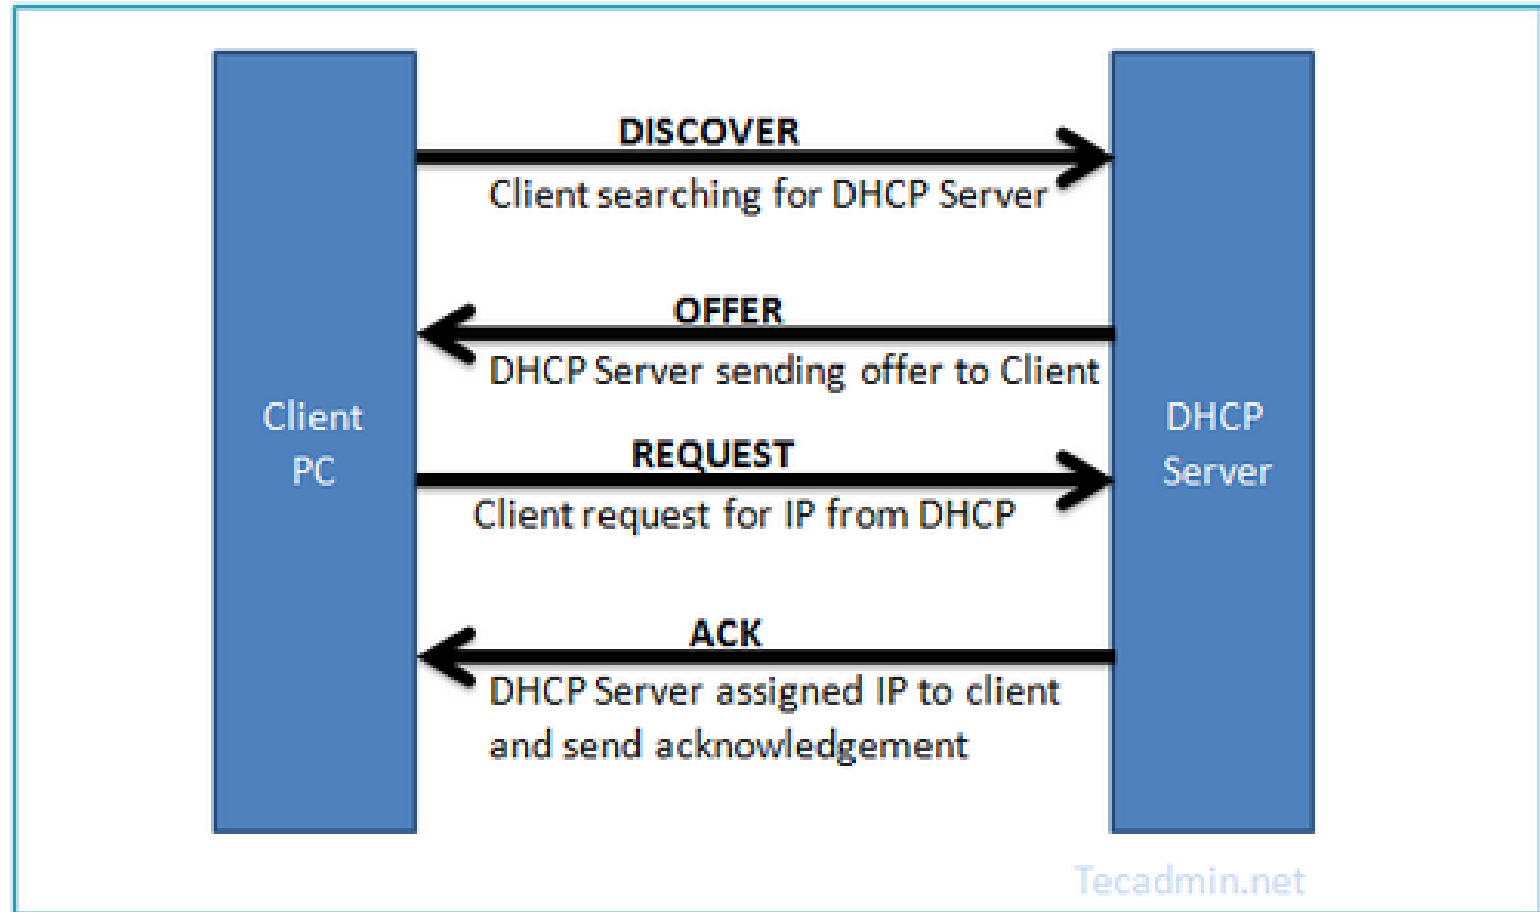 DISCOVER
Client searching for DHCP Server
OFFER
DHCP Server sending offer to Client
Client
PC
DHCP
Server
REQUEST
Client request for IP from DHCP
ACK
DHCP Server assigned IP to client
and send acknowledgement
Tecadmin.net